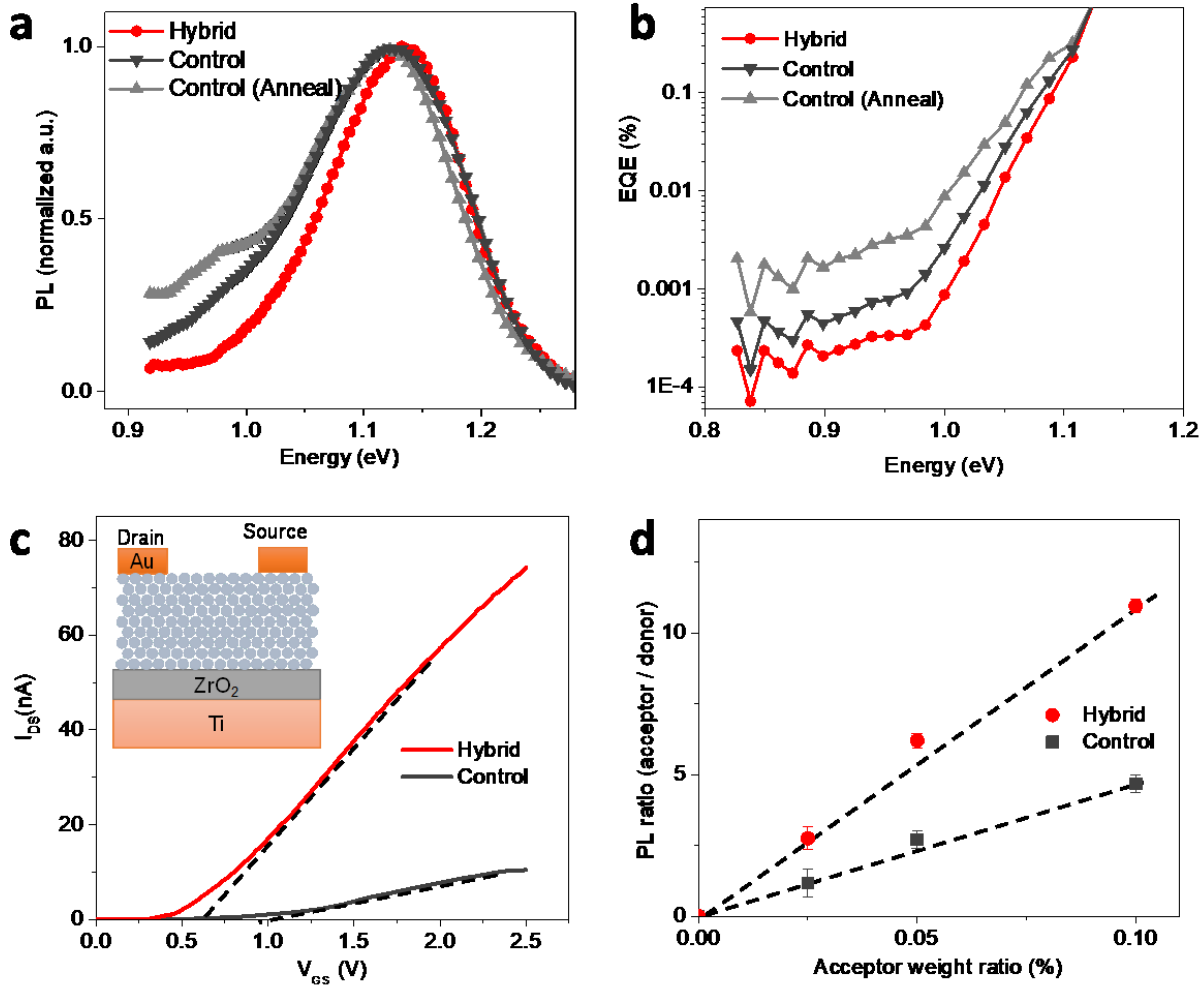 a
Hybrid
Control
Control (Anneal)
1.0
0.5
0.0
PL (normalized a.u.)
0.9
1.0
1.1
1.2
Energy (eV)
b
Hybrid
Control
Control (Anneal)
0.1
0.01
0.001
1E-4
EQE (%)
0.8
0.9
1.0
1.1
1.2
Energy (eV)
c
Drain
Source
Au
ZrO₂
Ti
Hybrid
Control
80
60
40
20
0
I_DS(nA)
0.0
0.5
1.0
1.5
2.0
2.5
V_GS (V)
d
Hybrid
Control
10
5
0
PL ratio (acceptor / donor)
0.00
0.05
0.10
Acceptor weight ratio (%)